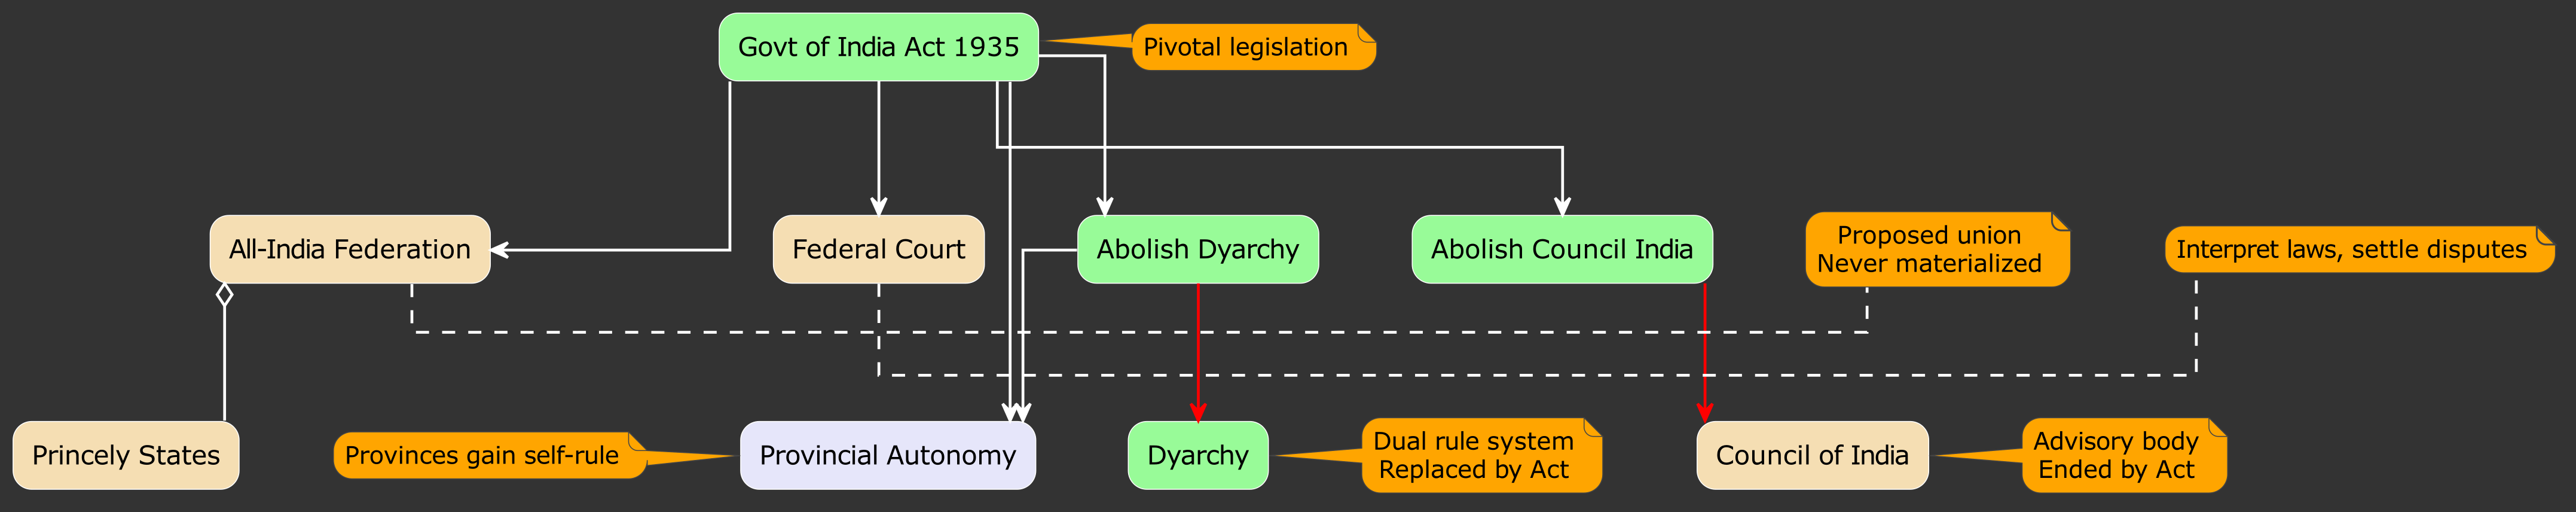 Govt of India Act 1935
Pivotal legislation
All-India Federation
Federal Court
Abolish Dyarchy
Abolish Council India
Proposed union
Never materialized
Interpret laws, settle disputes
Princely States
Provinces gain self-rule
Provincial Autonomy
Dyarchy
Dual rule system
Replaced by Act
Council of India
Advisory body
Ended by Act